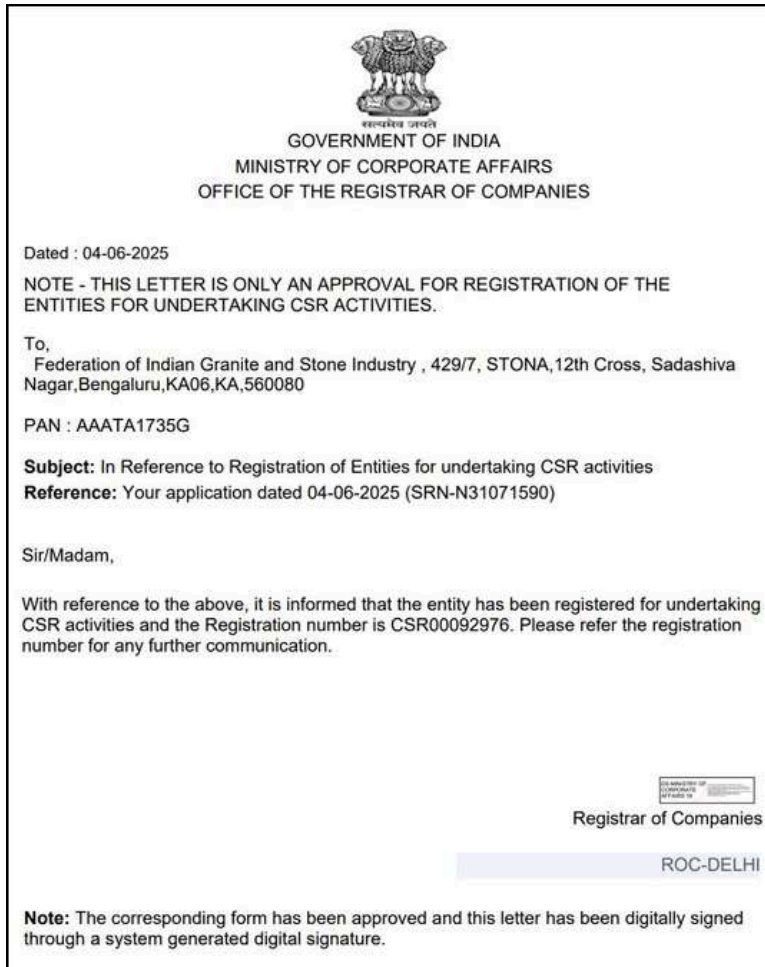 सत्यमेव जयते
GOVERNMENT OF INDIA
MINISTRY OF CORPORATE AFFAIRS
OFFICE OF THE REGISTRAR OF COMPANIES
Dated : 04-06-2025
NOTE - THIS LETTER IS ONLY AN APPROVAL FOR REGISTRATION OF THE
ENTITIES FOR UNDERTAKING CSR ACTIVITIES.
To,
Federation of Indian Granite and Stone Industry , 429/7, STONA,12th Cross, Sadashiva
Nagar,Bengaluru,KA06,KA,560080
PAN : AAATA1735G
Subject: In Reference to Registration of Entities for undertaking CSR activities
Reference: Your application dated 04-06-2025 (SRN-N31071590)
Sir/Madam,
With reference to the above, it is informed that the entity has been registered for undertaking
CSR activities and the Registration number is CSR00092976. Please refer the registration
number for any further communication.
DS MINISTRY OF
CORPORATE
AFFAIRS
Registrar of Companies
ROC-DELHI
Note: The corresponding form has been approved and this letter has been digitally signed
through a system generated digital signature.